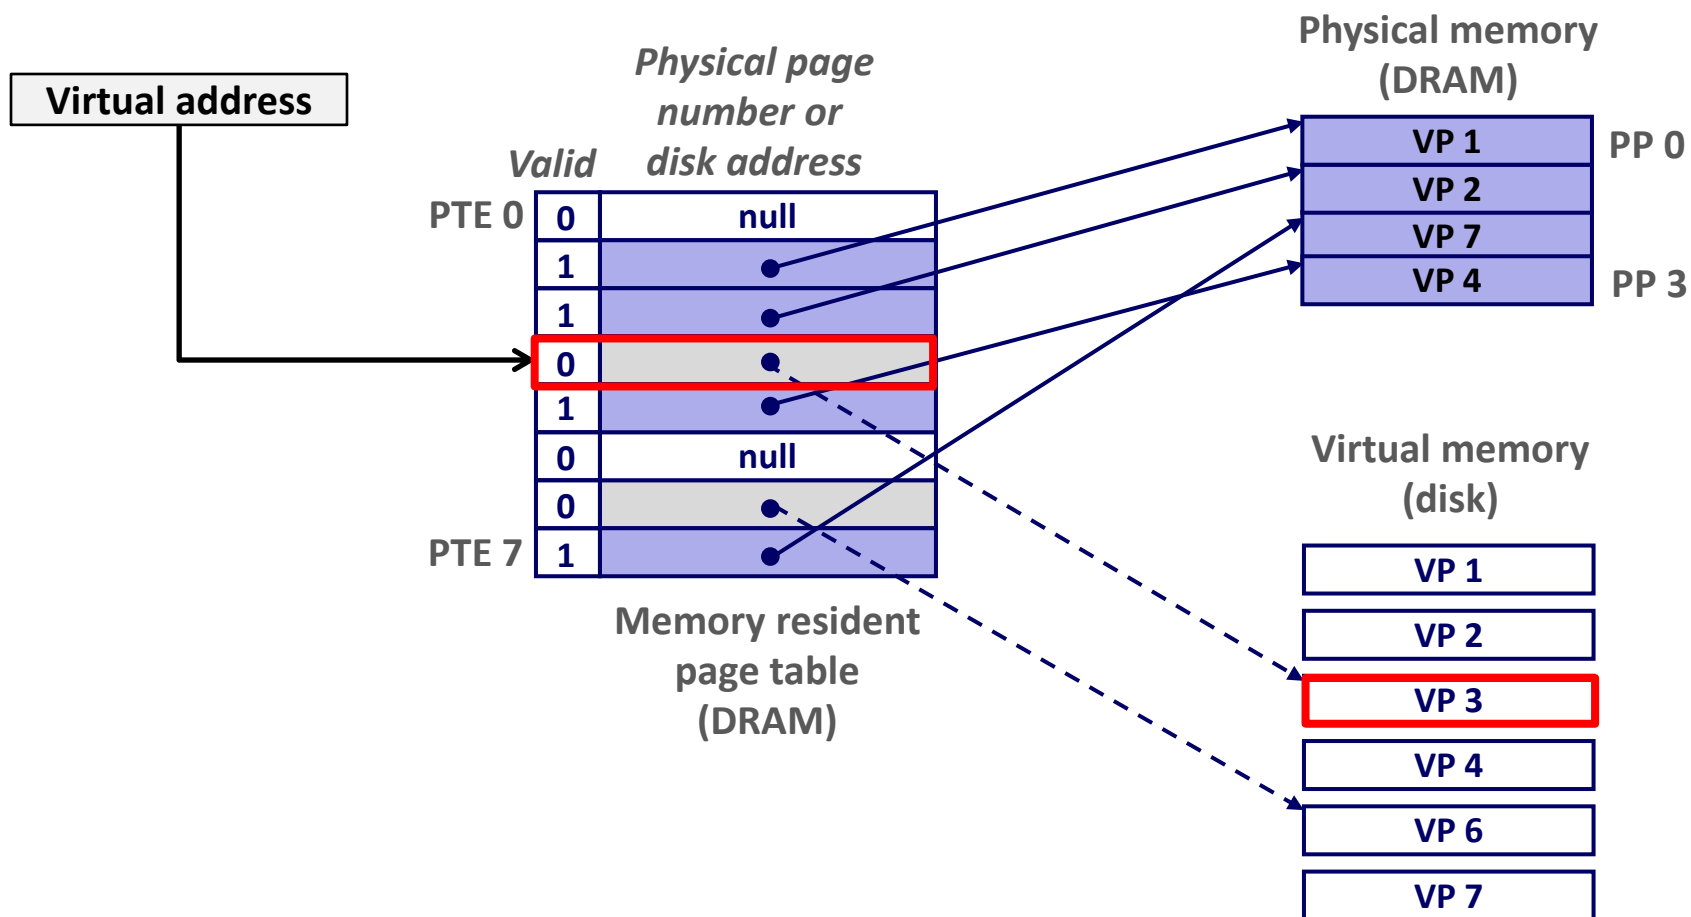 Virtual address
Physical page
number or
disk address
Valid
PTE 0
0
null
1
1
0
1
0
null
0
PTE 7
1
Memory resident
page table
(DRAM)
Physical memory
(DRAM)
VP 1
PP 0
VP 2
VP 7
VP 4
PP 3
Virtual memory
(disk)
VP 1
VP 2
VP 3
VP 4
VP 6
VP 7